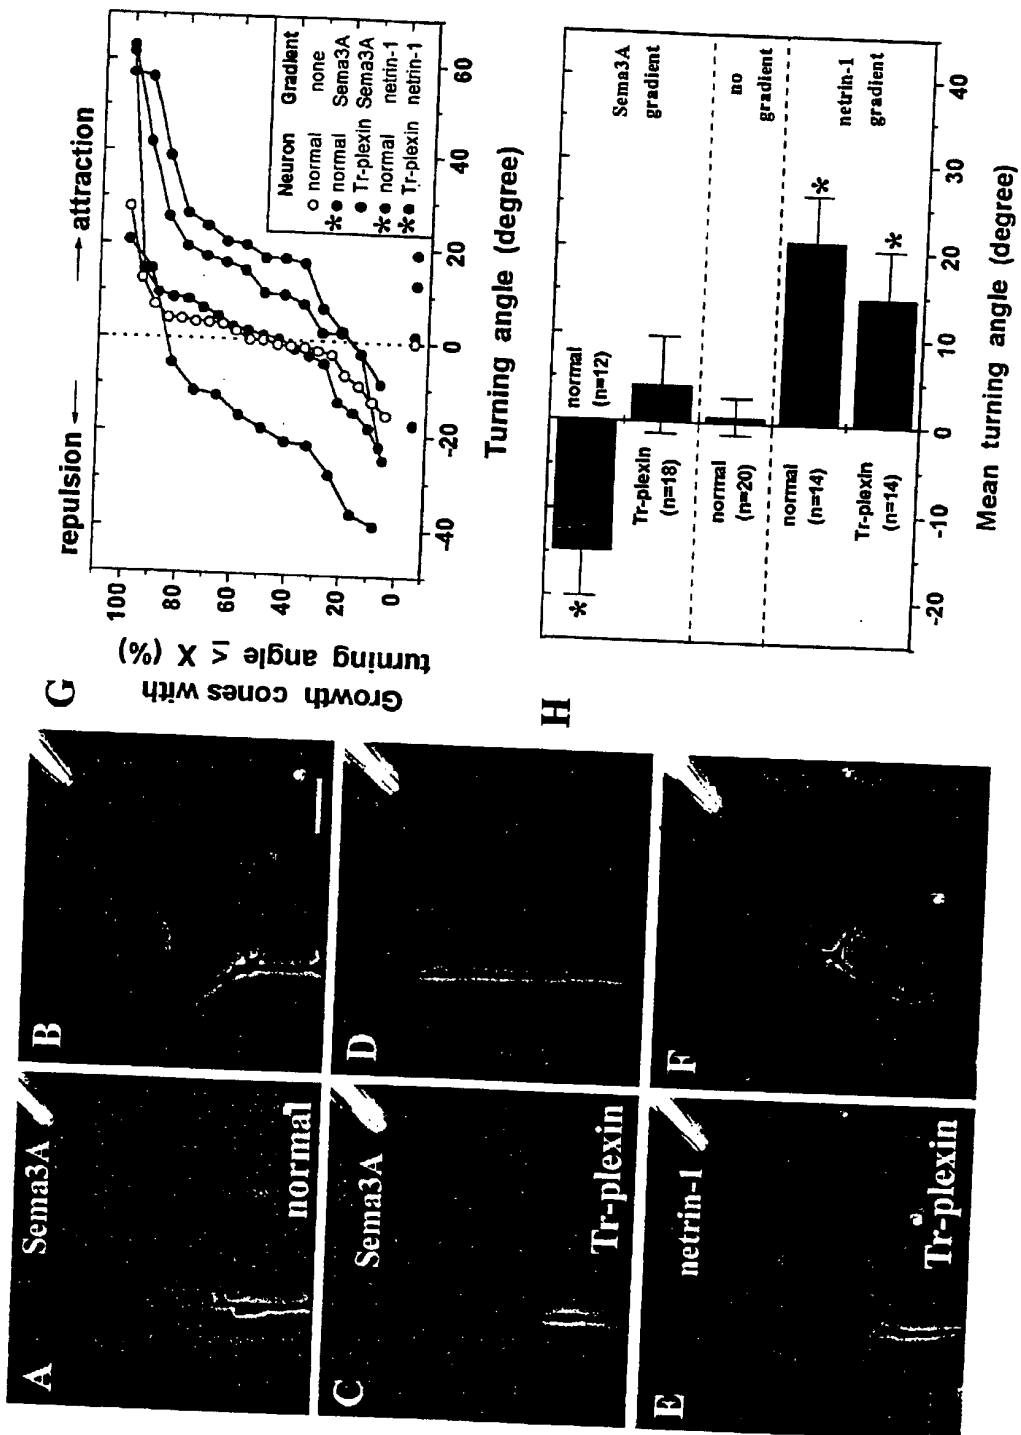 A
Sema3A
normal
B
C
Sema3A
Tr-plexin
D
E
netrin-1
Tr-plexin
F
G
repulsion ← → attraction
Growth cones with
turning angle ≤ X (%)
100
80
60
40
20
0
-40
-20
0
20
40
60
Turning angle (degree)
Neuron Gradient
○ normal none
*● normal Sema3A
● Tr-plexin Sema3A
*● normal netrin-1
*● Tr-plexin netrin-1
H
normal
(n=12)
Tr-plexin
(n=18)
normal
(n=20)
normal
(n=14)
Tr-plexin
(n=14)
Sema3A
gradient
no
gradient
netrin-1
gradient
*
*
*
-20
-10
0
10
20
30
40
Mean turning angle (degree)